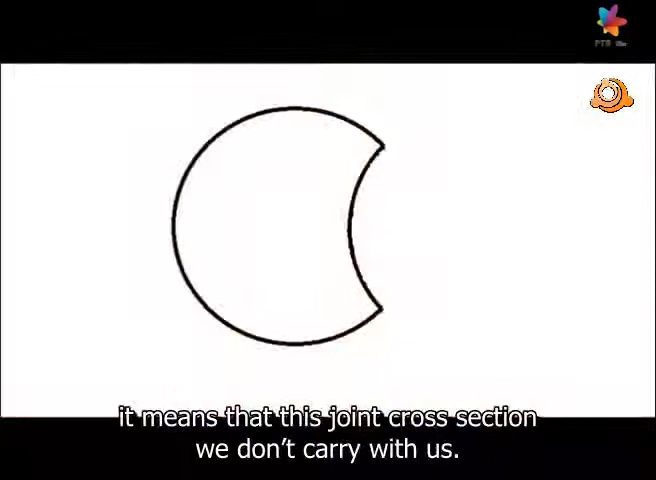 it means that this joint cross section
we don't carry with us.